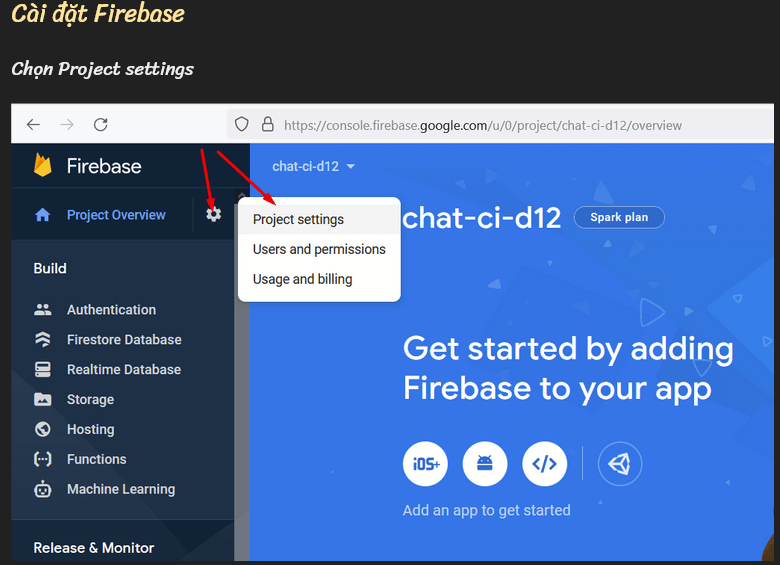 Cài đặt Firebase
Chọn Project settings
https://console.firebase.google.com/u/0/project/chat-ci-d12/overview
Firebase
chat-ci-d12
Project Overview
Project settings
Users and permissions
Usage and billing
chat-ci-d12
Spark plan
Build
Authentication
Firestore Database
Realtime Database
Storage
Hosting
Functions
Machine Learning
Release & Monitor
Get started by adding
Firebase to your app
iOS+
Add an app to get started